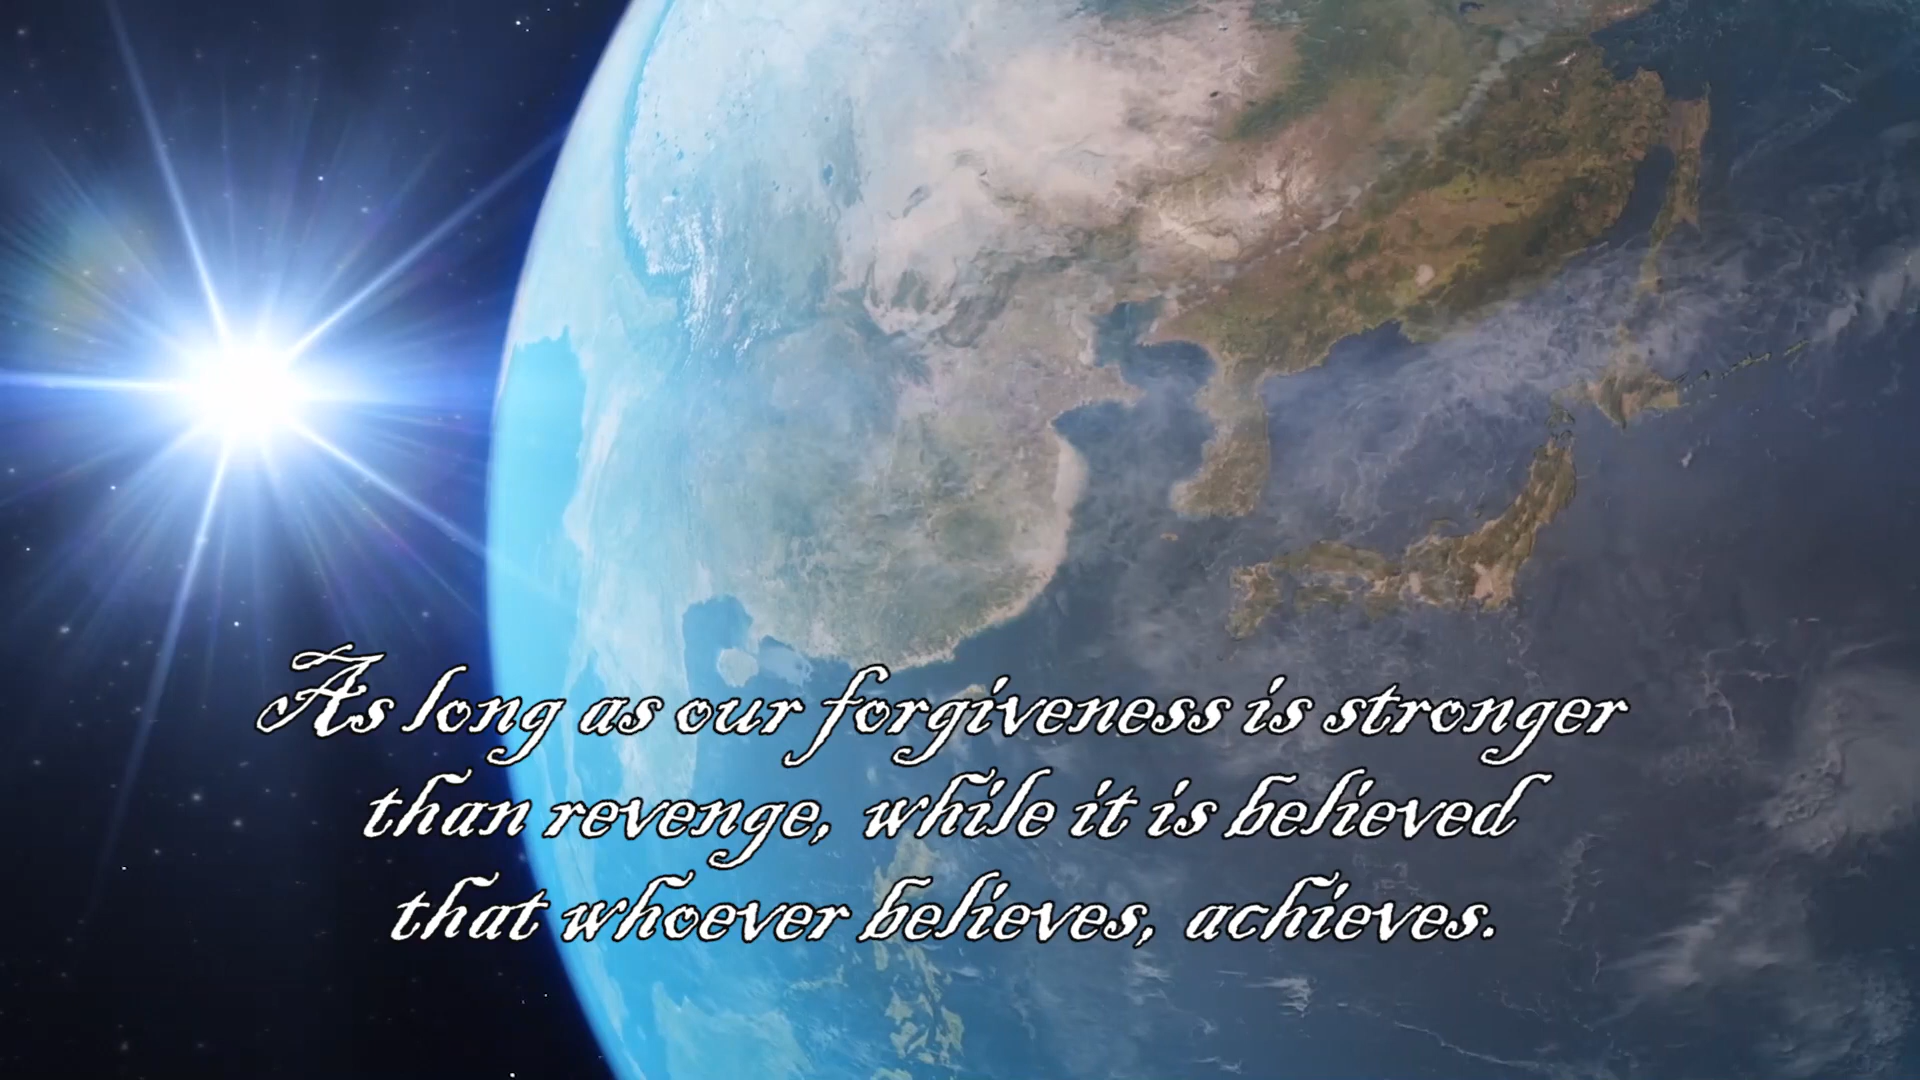 As long as our forgiveness is stronger
than revenge, while it is believed
that whoever believes, achieves.